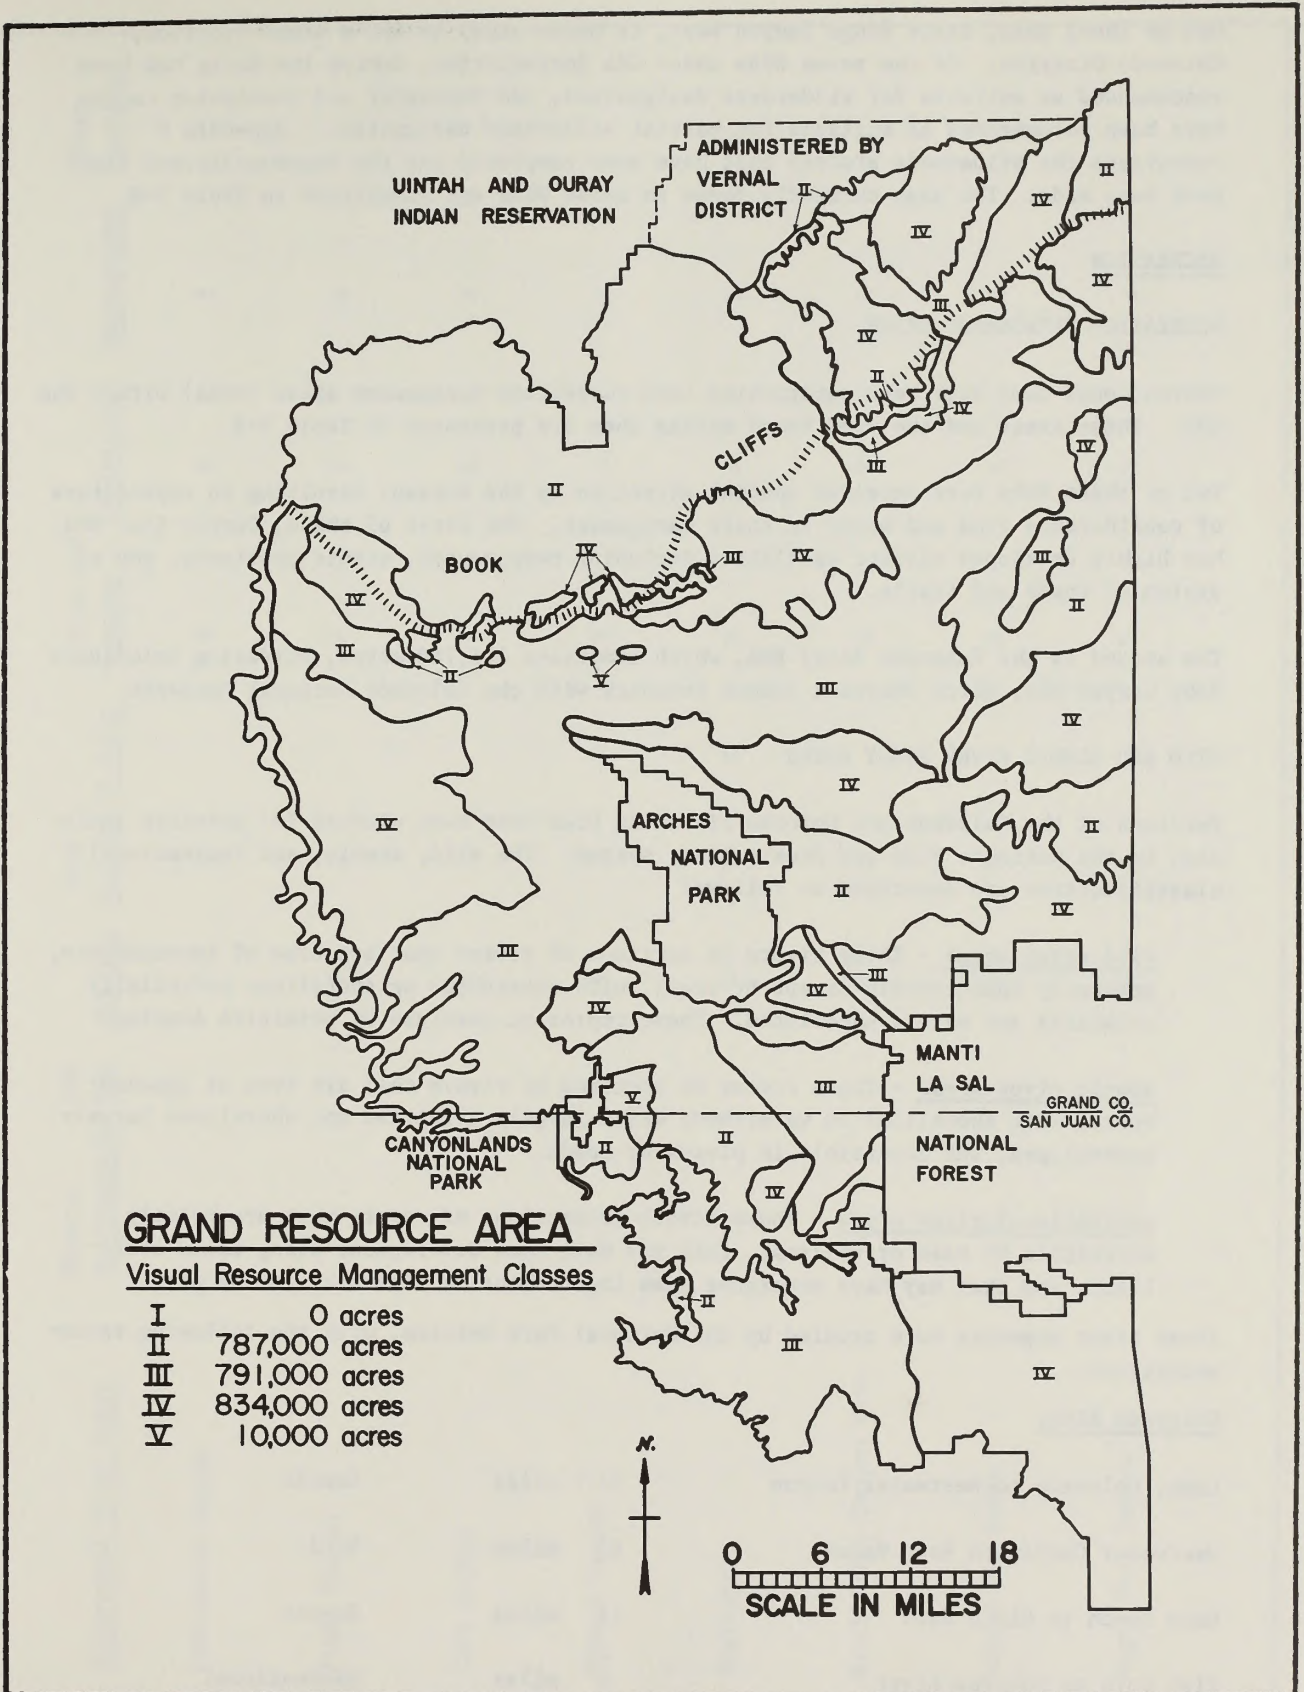 ADMINISTERED BY
VERNAL
DISTRICT
UINTAH AND OURAY
INDIAN RESERVATION
II
II
IV
IV
IV
III
IV
II
IV
CLIFFS
III
IV
II
BOOK
IV
III
IV
III
IV
II
III
II
V
III
IV
IV
IV
ARCHES
NATIONAL
PARK
II
II
IV
IV
III
III
IV
IV
MANTI
LA SAL
NATIONAL
FOREST
III
V
GRAND CO.
SAN JUAN CO.
CANYONLANDS
NATIONAL
PARK
II
II
IV
IV
II
III
IV
GRAND RESOURCE AREA
Visual Resource Management Classes
I 0 acres
II 787,000 acres
III 791,000 acres
IV 834,000 acres
V 10,000 acres
N.
0 6 12 18
SCALE IN MILES